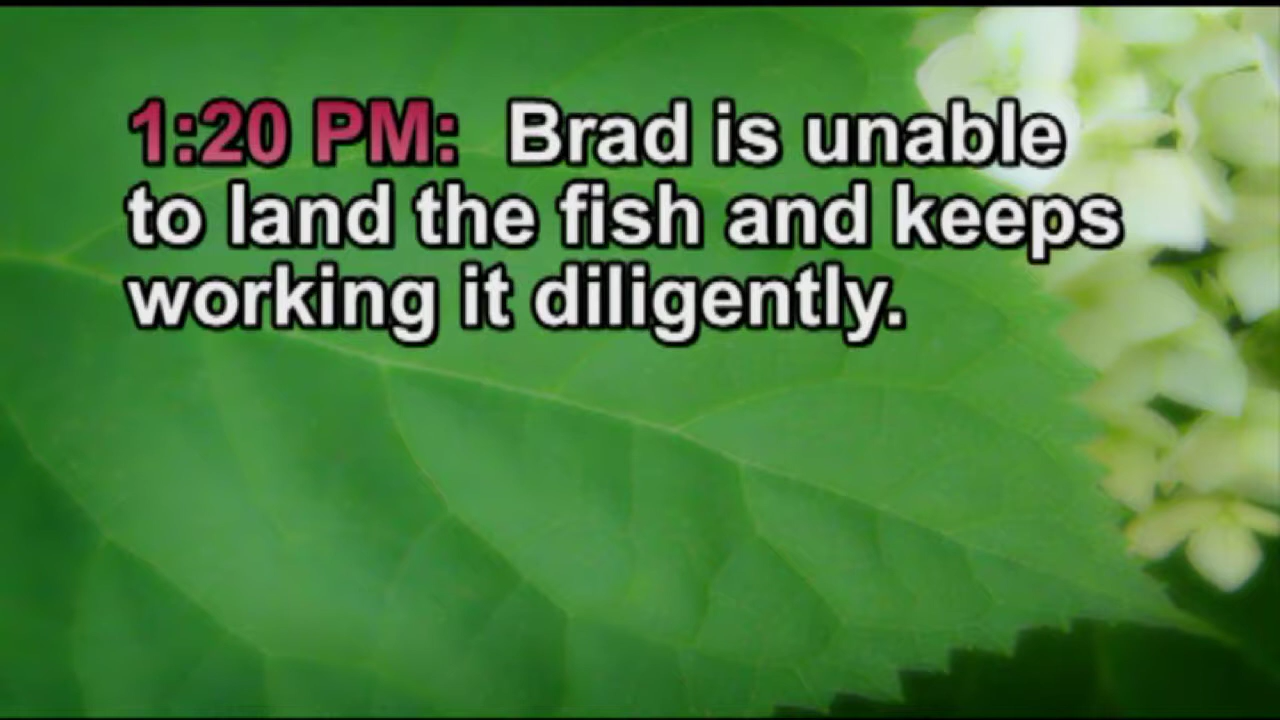 1:20 PM: Brad is unable
to land the fish and keeps
working it diligently.